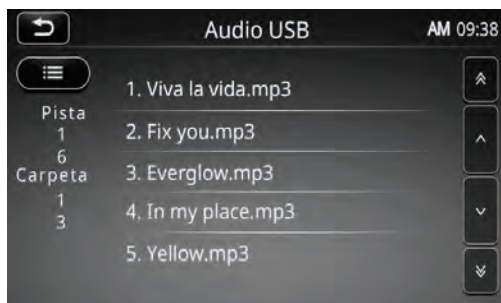 Audio USB
AM 09:38
Pista
1
6
Carpeta
1
3
1. Viva la vida.mp3
2. Fix you.mp3
3. Everglow.mp3
4. In my place.mp3
5. Yellow.mp3